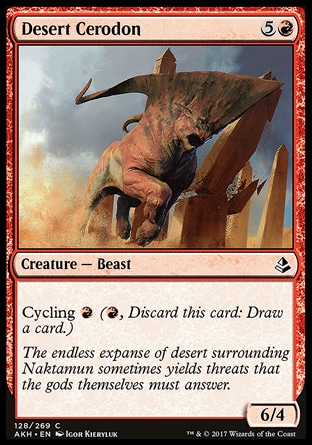 Desert Cerodon 5
Creature — Beast
Cycling (, Discard this card: Draw
a card.)
The endless expanse of desert surrounding
Naktamun sometimes yields threats that
the gods themselves must answer.
6/4
128/269 C
AKH • EN Igor Kieryluk ™ & © 2017 Wizards of the Coast